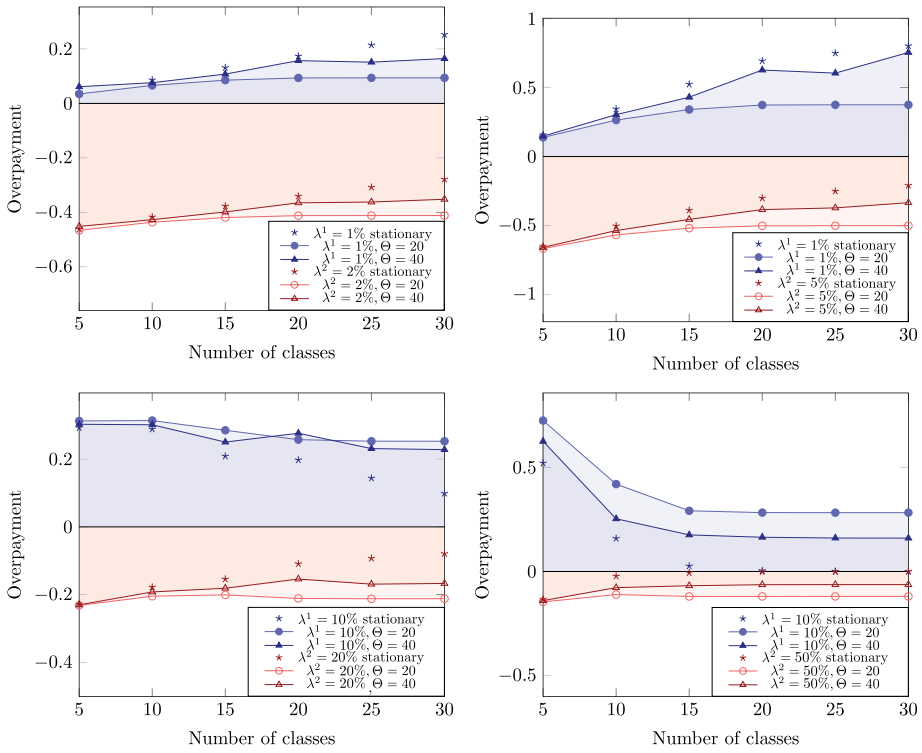 0.2
0
−0.2
−0.4
−0.6
Overpayment
5
10
15
20
25
30
Number of classes
λ¹ = 1% stationary
λ¹ = 1%, Θ = 20
λ¹ = 1%, Θ = 40
λ² = 2% stationary
λ² = 2%, Θ = 20
λ² = 2%, Θ = 40
1
0.5
0
−0.5
−1
Overpayment
5
10
15
20
25
30
Number of classes
λ¹ = 1% stationary
λ¹ = 1%, Θ = 20
λ¹ = 1%, Θ = 40
λ² = 5% stationary
λ² = 5%, Θ = 20
λ² = 5%, Θ = 40
0.2
0
−0.2
−0.4
Overpayment
5
10
15
20
25
30
Number of classes
λ¹ = 10% stationary
λ¹ = 10%, Θ = 20
λ¹ = 10%, Θ = 40
λ² = 20% stationary
λ² = 20%, Θ = 20
λ² = 20%, Θ = 40
0.5
0
−0.5
Overpayment
5
10
15
20
25
30
Number of classes
λ¹ = 10% stationary
λ¹ = 10%, Θ = 20
λ¹ = 10%, Θ = 40
λ² = 50% stationary
λ² = 50%, Θ = 20
λ² = 50%, Θ = 40